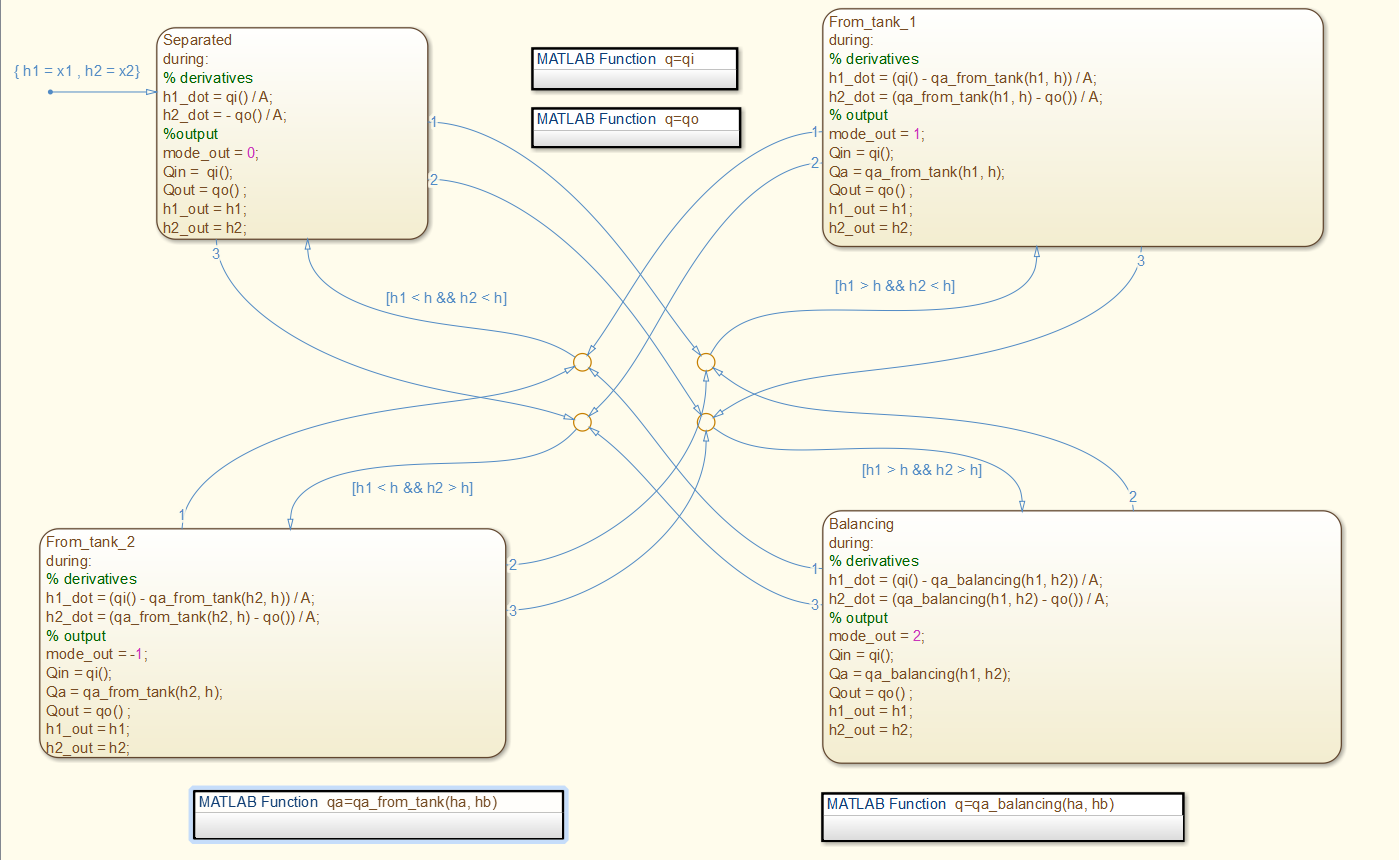 { h1 = x1 , h2 = x2}
Separated
during:
% derivatives
h1_dot = qi() / A;
h2_dot = - qo() / A;
%output
mode_out = 0;
Qin =  qi();
Qout = qo() ;
h1_out = h1;
h2_out = h2;
1
2
3
MATLAB Function  q=qi
MATLAB Function  q=qo
From_tank_1
during:
% derivatives
h1_dot = (qi() - qa_from_tank(h1, h)) / A;
h2_dot = (qa_from_tank(h1, h) - qo()) / A;
% output
mode_out = 1;
Qin = qi();
Qa = qa_from_tank(h1, h);
Qout = qo() ;
h1_out = h1;
h2_out = h2;
1
2
3
[h1 < h && h2 < h]
[h1 > h && h2 < h]
[h1 < h && h2 > h]
[h1 > h && h2 > h]
From_tank_2
during:
% derivatives
h1_dot = (qi() - qa_from_tank(h2, h)) / A;
h2_dot = (qa_from_tank(h2, h) - qo()) / A;
% output
mode_out = -1;
Qin = qi();
Qa = qa_from_tank(h2, h);
Qout = qo() ;
h1_out = h1;
h2_out = h2;
1
2
3
Balancing
during:
% derivatives
h1_dot = (qi() - qa_balancing(h1, h2)) / A;
h2_dot = (qa_balancing(h1, h2) - qo()) / A;
% output
mode_out = 2;
Qin = qi();
Qa = qa_balancing(h1, h2);
Qout = qo() ;
h1_out = h1;
h2_out = h2;
2
1
3
MATLAB Function  qa=qa_from_tank(ha, hb)
MATLAB Function  q=qa_balancing(ha, hb)